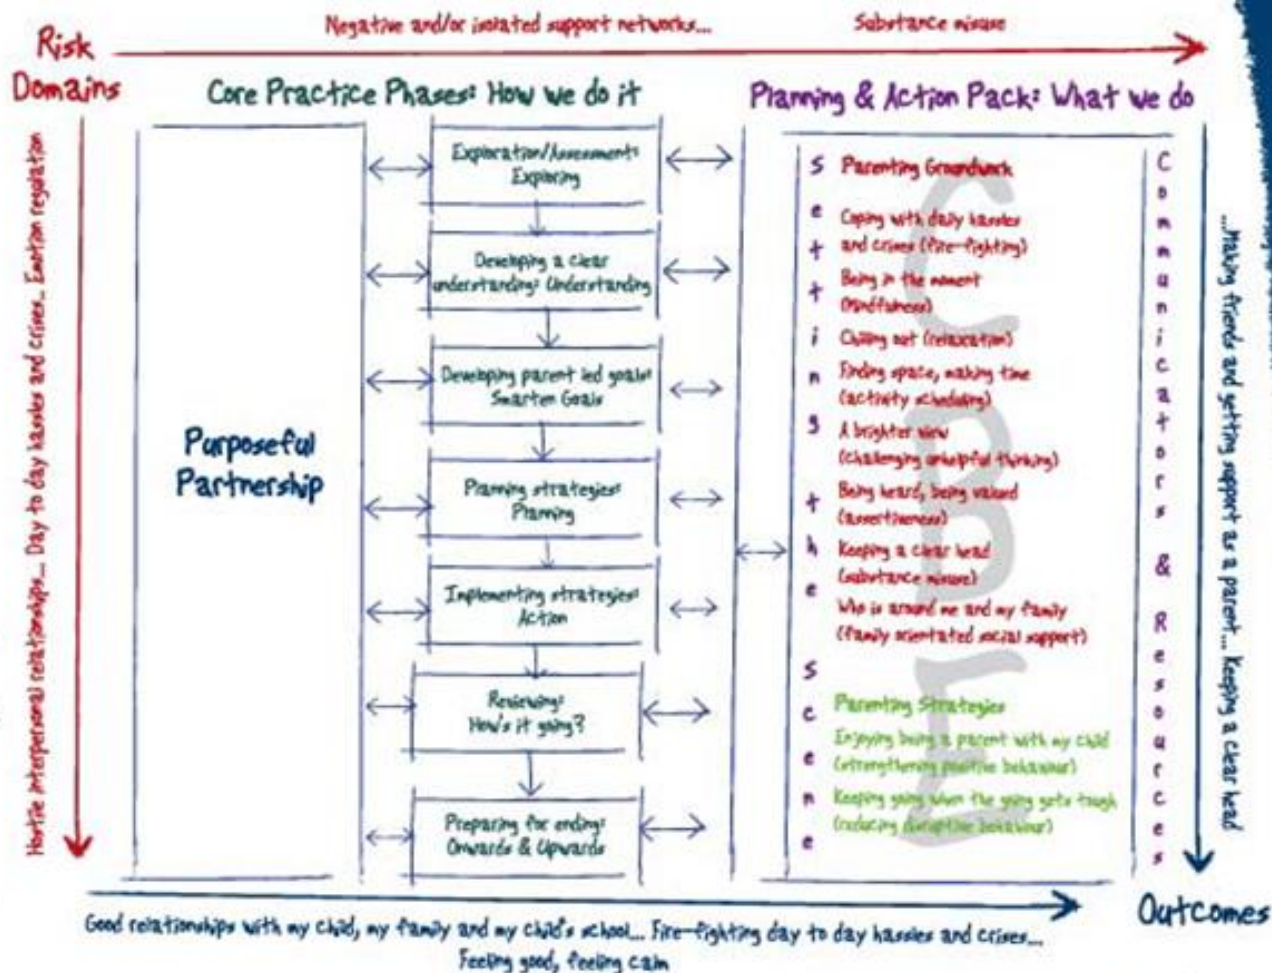 Negative and/or isolated support networks...
Substance misuse
Risk
Domains
Core Practice Phases: How we do it
Planning & Action Pack: What we do
Hostile interpersonal relationships... Day to day hassles and crises... Emotion regulation
Purposeful
Partnership
Exploration/Assessment:
Exploring
Developing a clear
understanding: Understanding
Developing parent led goals:
Smarten Goals
Planning strategies:
Planning
Implementing strategies:
Action
Reviewing:
How's it going?
Preparing for ending:
Onwards & Upwards
Setting the Scene
Parenting Groundwork
Coping with daily hassles
and crises (fire-fighting)
Being in the moment
(Mindfulness)
Chilling out (relaxation)
Finding space, making time
(activity scheduling)
A brighter view
(challenging unhelpful thinking)
Being heard, being valued
(assertiveness)
Keeping a clear head
(substance misuse)
Who is around me and my family
(family orientated social support)
Parenting Strategies
Enjoying being a parent with my child
(strengthening positive behaviour)
Keeping going when the going gets tough
(reducing disruptive behaviour)
Communicators & Resources
...Making friends and getting support as a parent... Keeping a clear head
Outcomes
Good relationships with my child, my family and my child's school... Fire-fighting day to day hassles and crises...
Feeling good, feeling calm